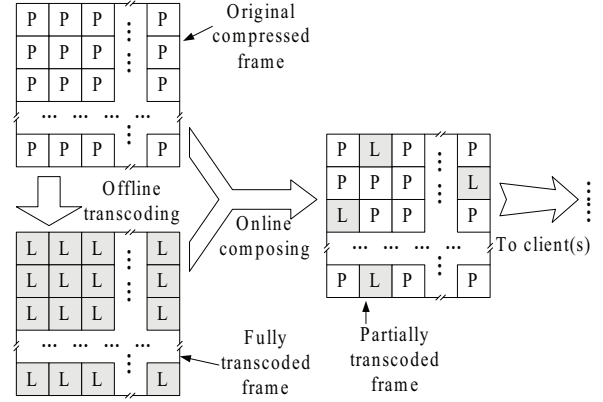 P P P P
P P P P
P P P P
... ... ... ...
P P P P
Original
compressed
frame
Offline
transcoding
L L L L
L L L L
L L L L
... ... ... ...
L L L L
Fully
transcoded
frame
Online
composing
P L P P
P P P L
L P P P
... ... ... ...
P L P P
To client(s)
Partially
transcoded
frame